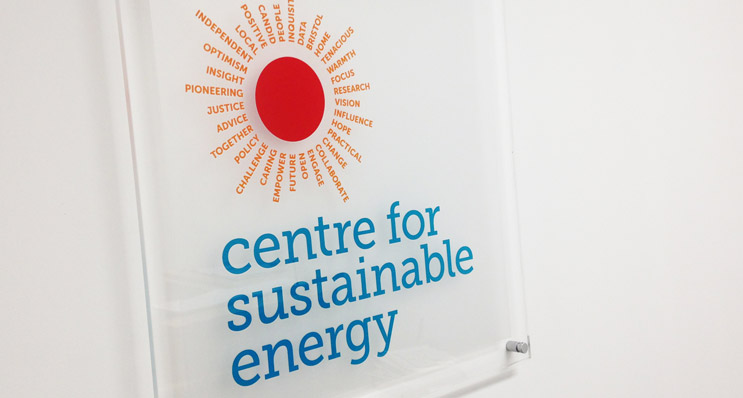 PEOPLE
DATA
BRISTOL
HOME
TENACIOUS
WARMTH
FOCUS
RESEARCH
VISION
INFLUENCE
HOPE
PRACTICAL
CHANGE
COLLABORATE
ENGAGE
OPEN
FUTURE
EMPOWER
CARING
CHALLENGE
POLICY
TOGETHER
ADVICE
JUSTICE
PIONEERING
INSIGHT
OPTIMISM
INDEPENDENT
LOCAL
POSITIVE
CANDID
centre for
sustainable
energy